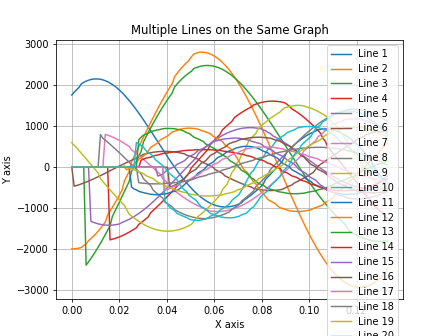 Multiple Lines on the Same Graph
3000
2000
1000
0
−1000
−2000
−3000
Y axis
0.00
0.02
0.04
0.06
0.08
0.10
X axis
Line 1
Line 2
Line 3
Line 4
Line 5
Line 6
Line 7
Line 8
Line 9
Line 10
Line 11
Line 12
Line 13
Line 14
Line 15
Line 16
Line 17
Line 18
Line 19
Line 20